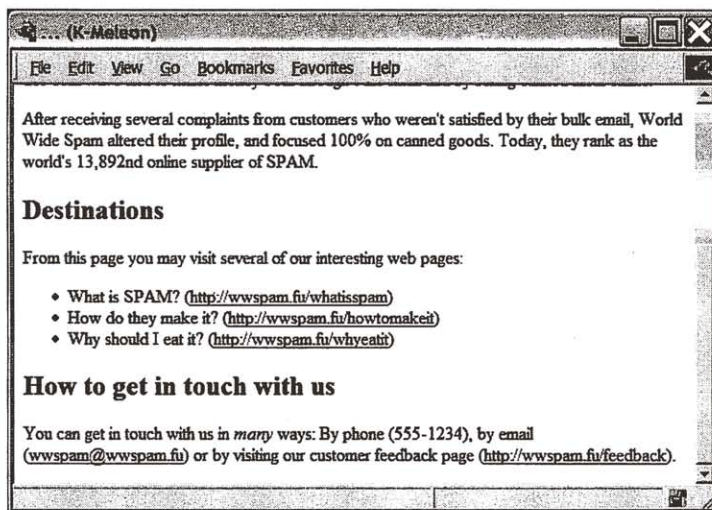 ... (K-Meleon)
File Edit View Go Bookmarks Favorites Help
After receiving several complaints from customers who weren't satisfied by their bulk email, World
Wide Spam altered their profile, and focused 100% on canned goods. Today, they rank as the
world's 13,892nd online supplier of SPAM.
Destinations
From this page you may visit several of our interesting web pages:
• What is SPAM? (http://wwspam.fu/whatisspam)
• How do they make it? (http://wwspam.fu/howtomakeit)
• Why should I eat it? (http://wwspam.fu/whyeatit)
How to get in touch with us
You can get in touch with us in many ways: By phone (555-1234), by email
(wwspam@wwspam.fu) or by visiting our customer feedback page (http://wwspam.fu/feedback).